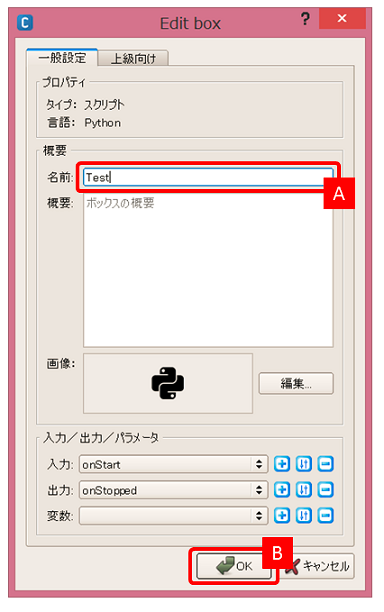 C Edit box ? ×
一般設定 上級向け
プロパティ
タイプ: スクリプト
言語: Python
概要
名前: Test
A
概要: ボックスの概要
画像: 編集...
入力/出力/パラメータ
入力: onStart
出力: onStopped
変数:
B
OK キャンセル